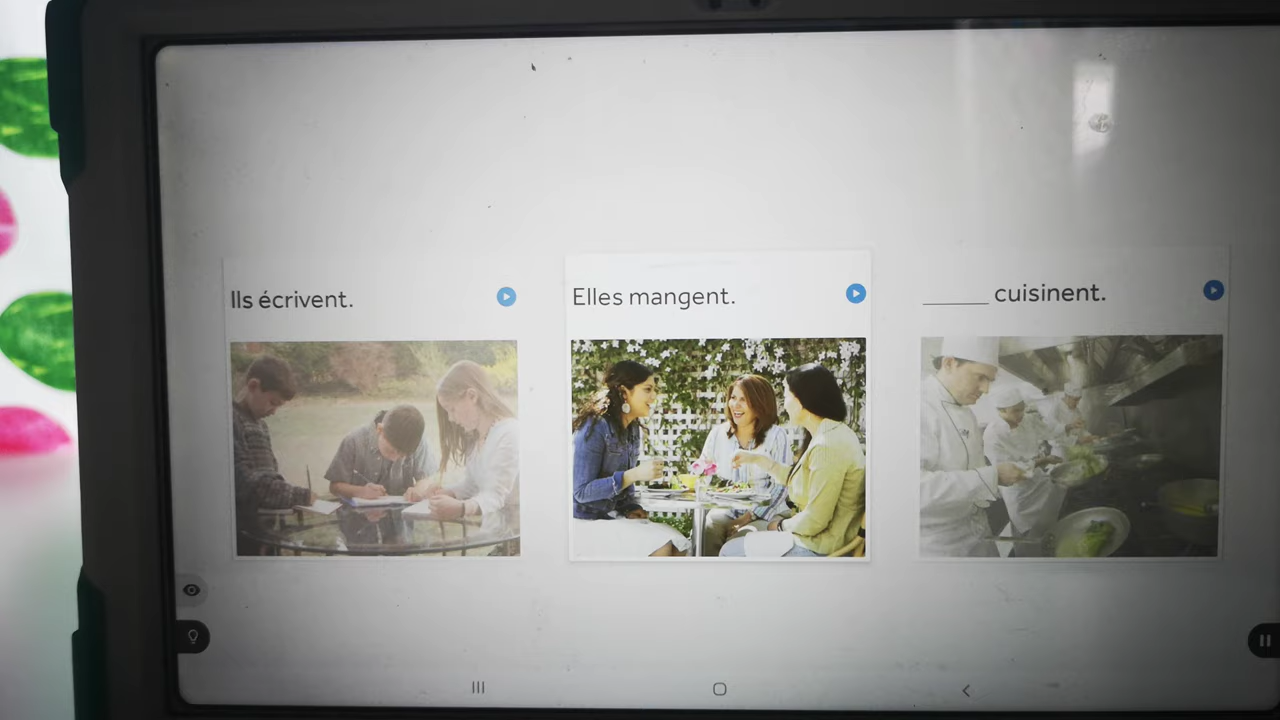 Ils écrivent.
Elles mangent.
______ cuisinent.